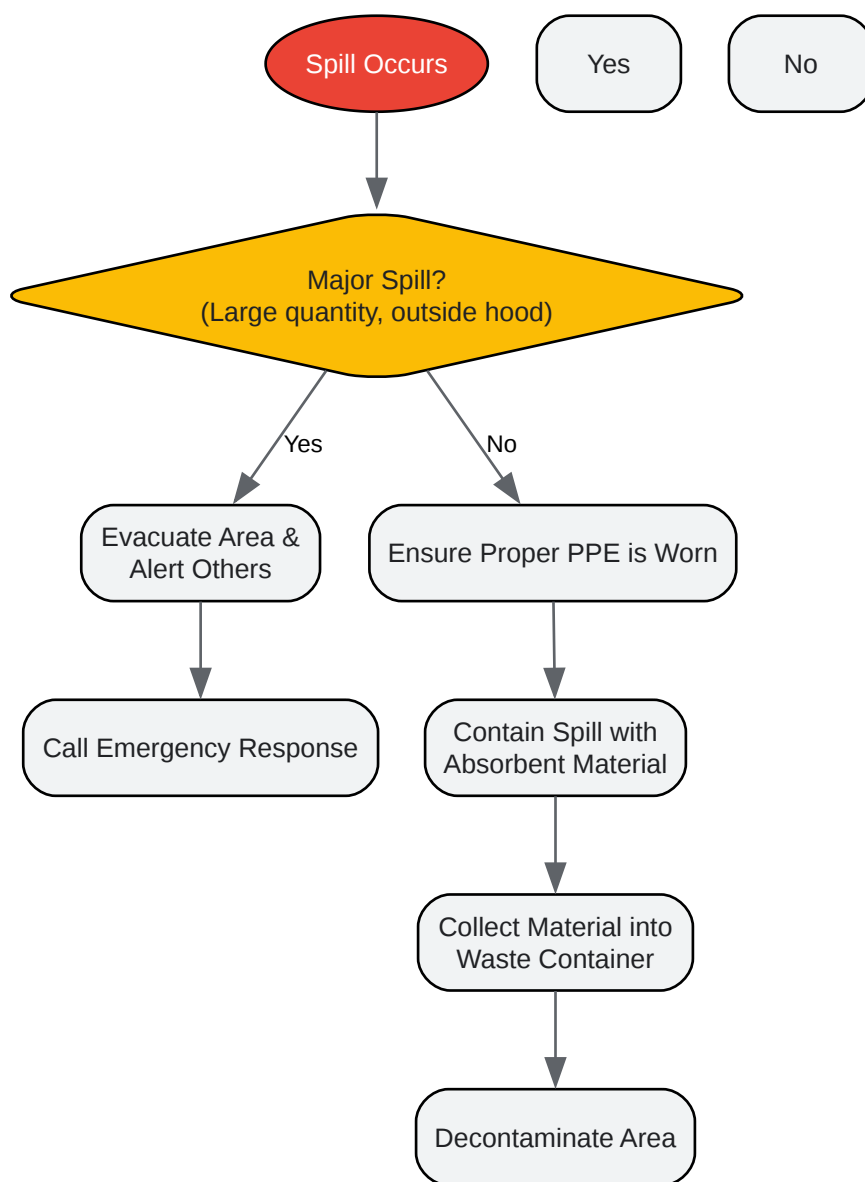 Spill Occurs
Yes
No
Major Spill?
(Large quantity, outside hood)
Yes
No
Evacuate Area &
Alert Others
Ensure Proper PPE is Worn
Call Emergency Response
Contain Spill with
Absorbent Material
Collect Material into
Waste Container
Decontaminate Area